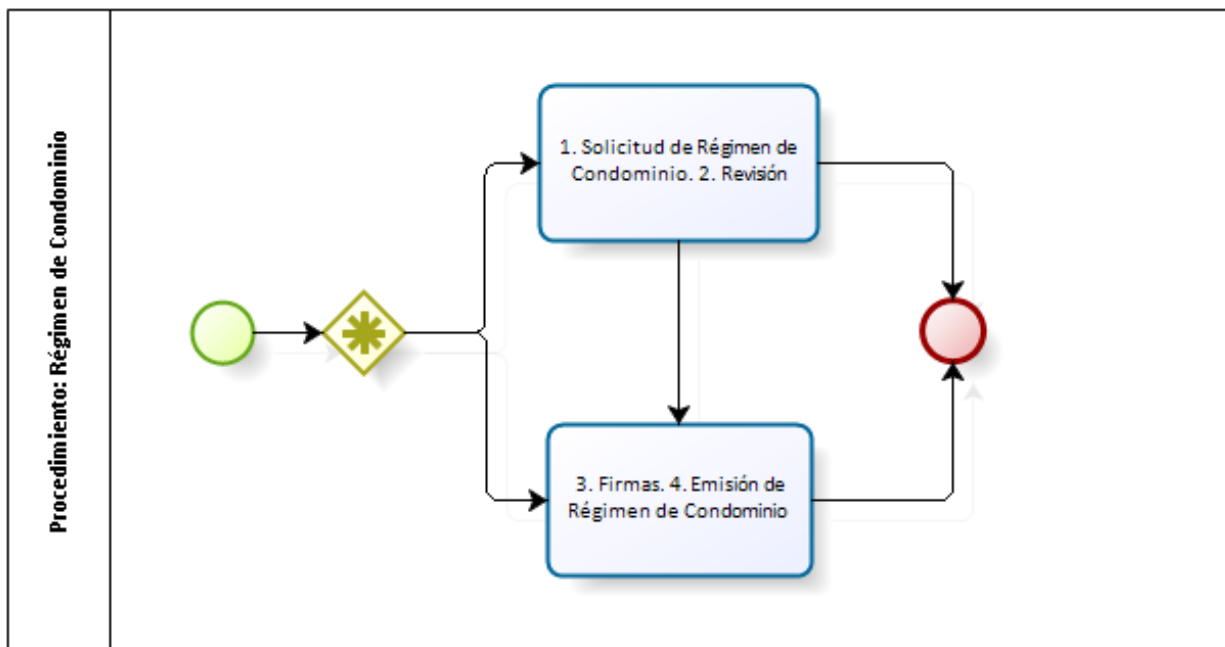 Procedimiento: Régimen de Condominio
1. Solicitud de Régimen de
Condominio. 2. Revisión
3. Firmas. 4. Emisión de
Régimen de Condominio